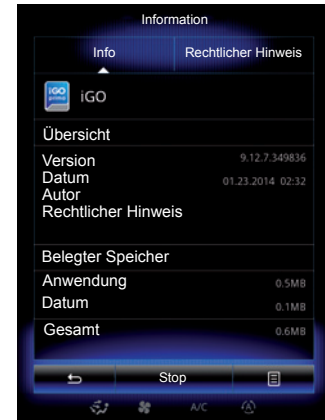 Information
Info Rechtlicher Hinweis
iGO
Übersicht
Version 9.12.7.349836
Datum 01.23.2014 02:32
Autor
Rechtlicher Hinweis
Belegter Speicher
Anwendung 0.5MB
Datum 0.1MB
Gesamt 0.6MB
Stop
A/C